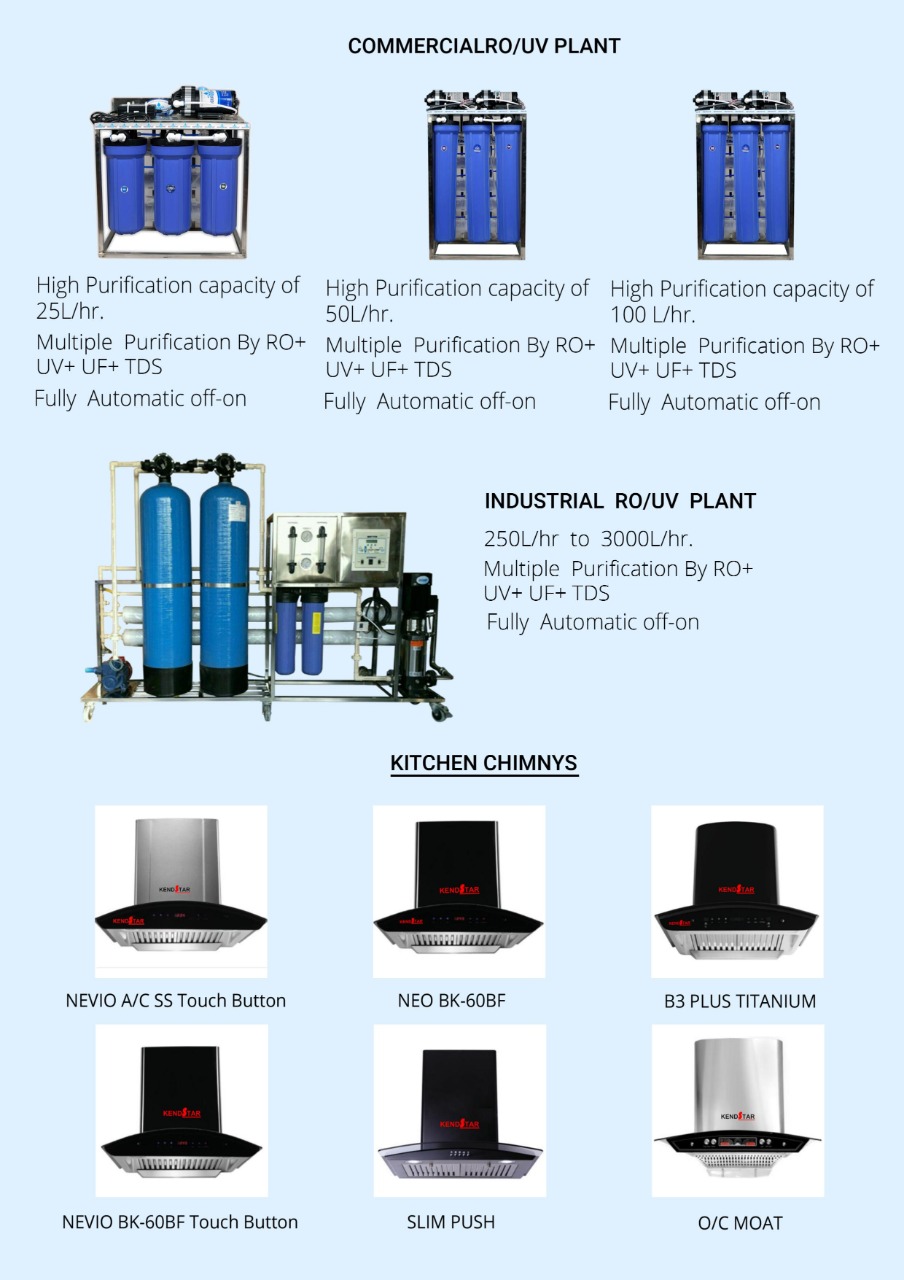 COMMERCIALRO/UV PLANT
High Purification capacity of
25L/hr.
Multiple Purification By RO+
UV+ UF+ TDS
Fully Automatic off-on
High Purification capacity of
50L/hr.
Multiple Purification By RO+
UV+ UF+ TDS
Fully Automatic off-on
High Purification capacity of
100 L/hr.
Multiple Purification By RO+
UV+ UF+ TDS
Fully Automatic off-on
INDUSTRIAL RO/UV PLANT
250L/hr to 3000L/hr.
Multiple Purification By RO+
UV+ UF+ TDS
Fully Automatic off-on
KITCHEN CHIMNYS
KENDSTAR
KENDSTAR
NEVIO A/C SS Touch Button
KENDSTAR
KENDSTAR
NEO BK-60BF
KENDSTAR
KENDSTAR
B3 PLUS TITANIUM
KENDSTAR
NEVIO BK-60BF Touch Button
KENDSTAR
SLIM PUSH
KENDSTAR
O/C MOAT